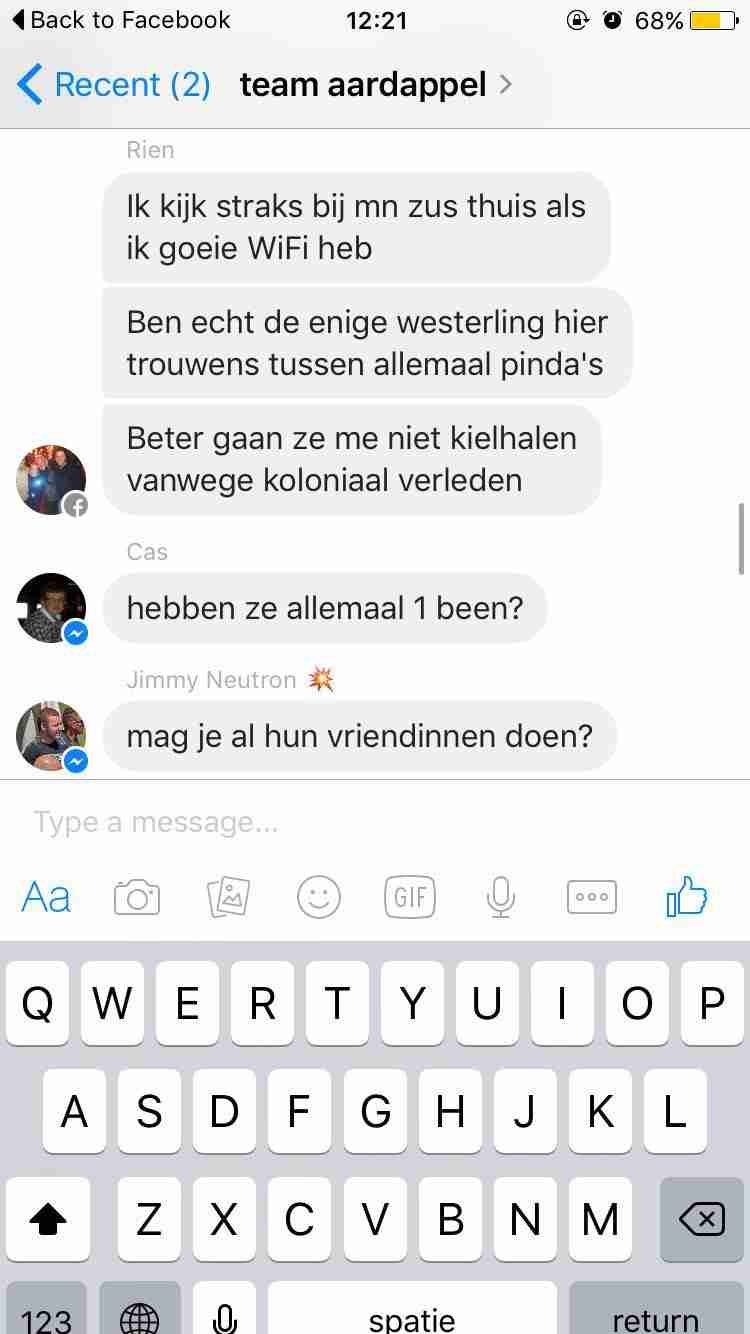 Back to Facebook 12:21 68%
Recent (2) team aardappel
Rien
Ik kijk straks bij mn zus thuis als
ik goeie WiFi heb
Ben echt de enige westerling hier
trouwens tussen allemaal pinda's
Beter gaan ze me niet kielhalen
vanwege koloniaal verleden
Cas
hebben ze allemaal 1 been?
Jimmy Neutron 💥
mag je al hun vriendinnen doen?
Type a message...
Aa GIF
Q W E R T Y U I O P
A S D F G H J K L
Z X C V B N M
123 spatie return